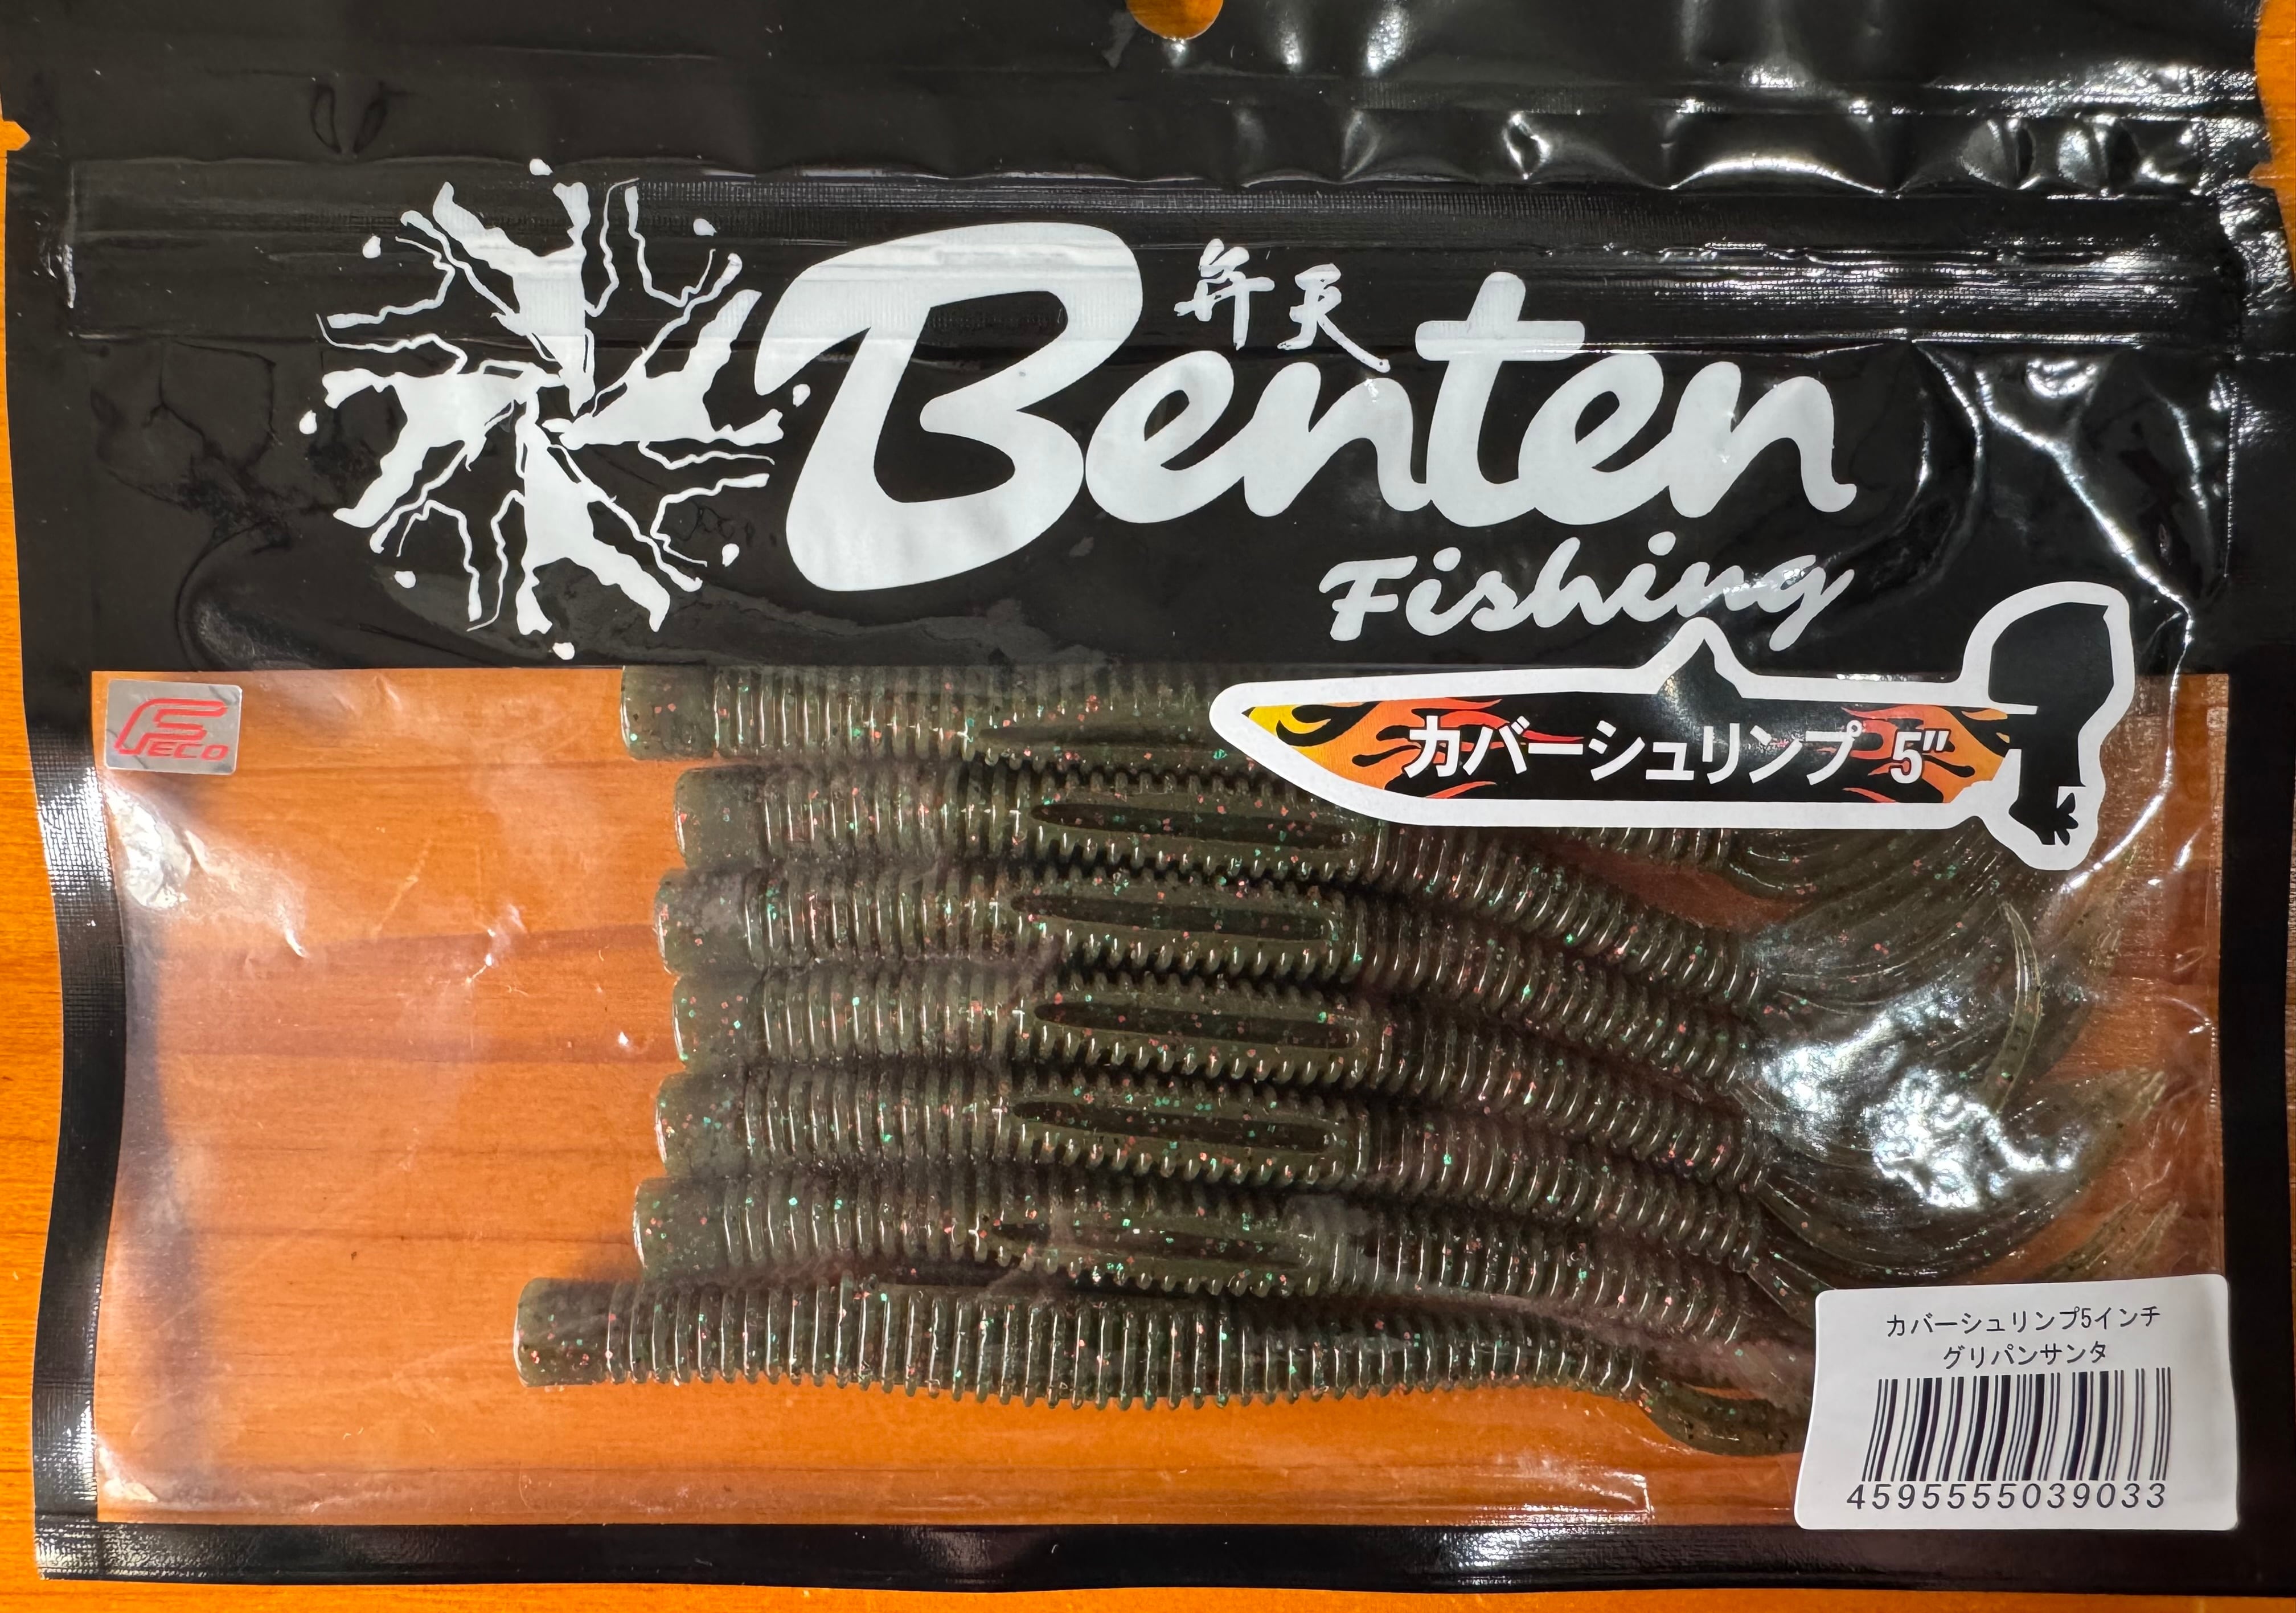 弁天
Benten
Fishing
FECO
カバーシュリンプ 5"
カバーシュリンプ5インチ
グリパンサンタ
4595555039033